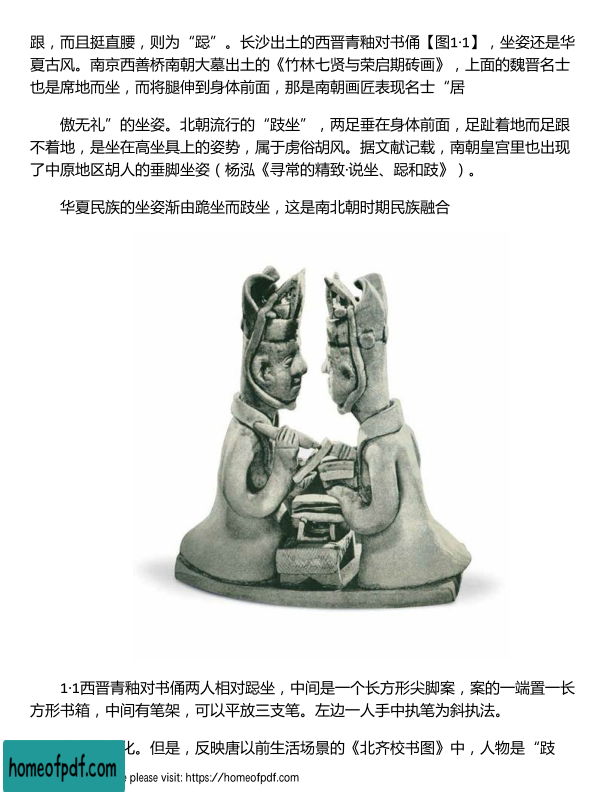 跟，而且挺直腰，则为“跽”。长沙出土的西晋青釉对书俑【图1·1】，坐姿还是华
夏古风。南京西善桥南朝大墓出土的《竹林七贤与荣启期砖画》，上面的魏晋名士
也是席地而坐，而将腿伸到身体前面，那是南朝画匠表现名士“居
傲无礼”的坐姿。北朝流行的“跂坐”，两足垂在身体前面，足趾着地而足跟
不着地，是坐在高坐具上的姿势，属于虏俗胡风。据文献记载，南朝皇宫里也出现
了中原地区胡人的垂脚坐姿（杨泓《寻常的精致·说坐、跽和跂》）。
华夏民族的坐姿渐由跪坐而跂坐，这是南北朝时期民族融合
1·1西晋青釉对书俑两人相对跽坐，中间是一个长方形尖脚案，案的一端置一长
方形书箱，中间有笔架，可以平放三支笔。左边一人手中执笔为斜执法。
化。但是，反映唐以前生活场景的《北齐校书图》中，人物是“跂
homeofpdf.com
please visit: https://homeofpdf.com